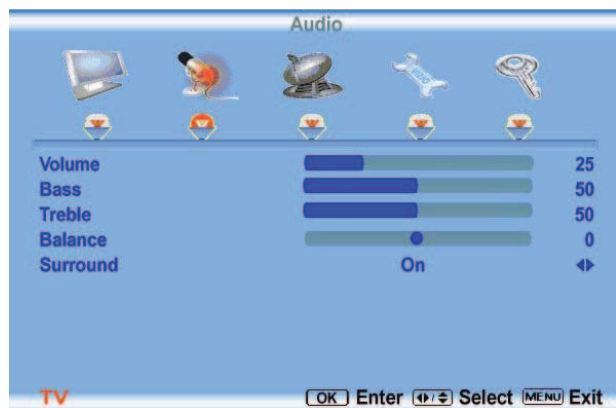 Audio
Volume 25
Bass 50
Treble 50
Balance 0
Surround On
TV OK Enter Select MENU Exit